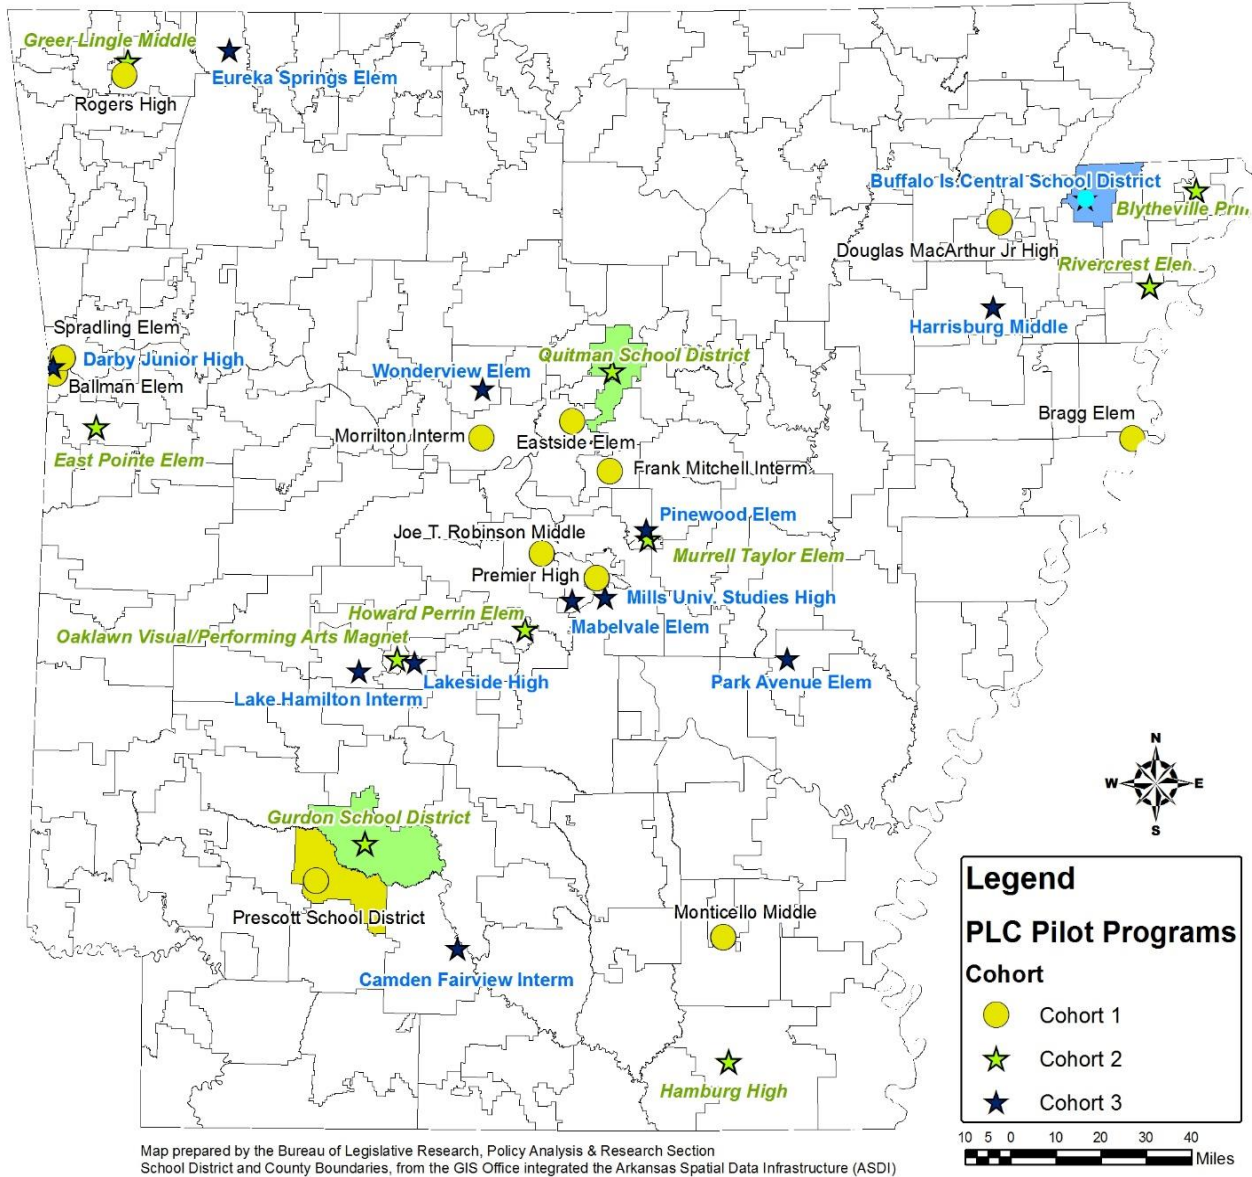 Greer Lingle Middle
Eureka Springs Elem
Rogers High
Buffalo Is.Central School District
Blytheville Prim
Douglas MacArthur Jr High
Rivercrest Elem
Harrisburg Middle
Spradling Elem
Darby Junior High
Ballman Elem
Quitman School District
Wonderview Elem
Bragg Elem
Morrilton Interm
Eastside Elem
East Pointe Elem
Frank Mitchell Interm
Pinewood Elem
Joe T. Robinson Middle
Murrell Taylor Elem
Premier High
Mills Univ. Studies High
Howard Perrin Elem
Mabelvale Elem
Oaklawn Visual/Performing Arts Magnet
Lakeside High
Park Avenue Elem
Lake Hamilton Interm
N
W E
S
Gurdon School District
Prescott School District
Monticello Middle
Camden Fairview Interm
Hamburg High
Legend
PLC Pilot Programs
Cohort
Cohort 1
Cohort 2
Cohort 3
10 5 0 10 20 30 40
Miles
Map prepared by the Bureau of Legislative Research, Policy Analysis & Research Section
School District and County Boundaries, from the GIS Office integrated the Arkansas Spatial Data Infrastructure (ASDI)